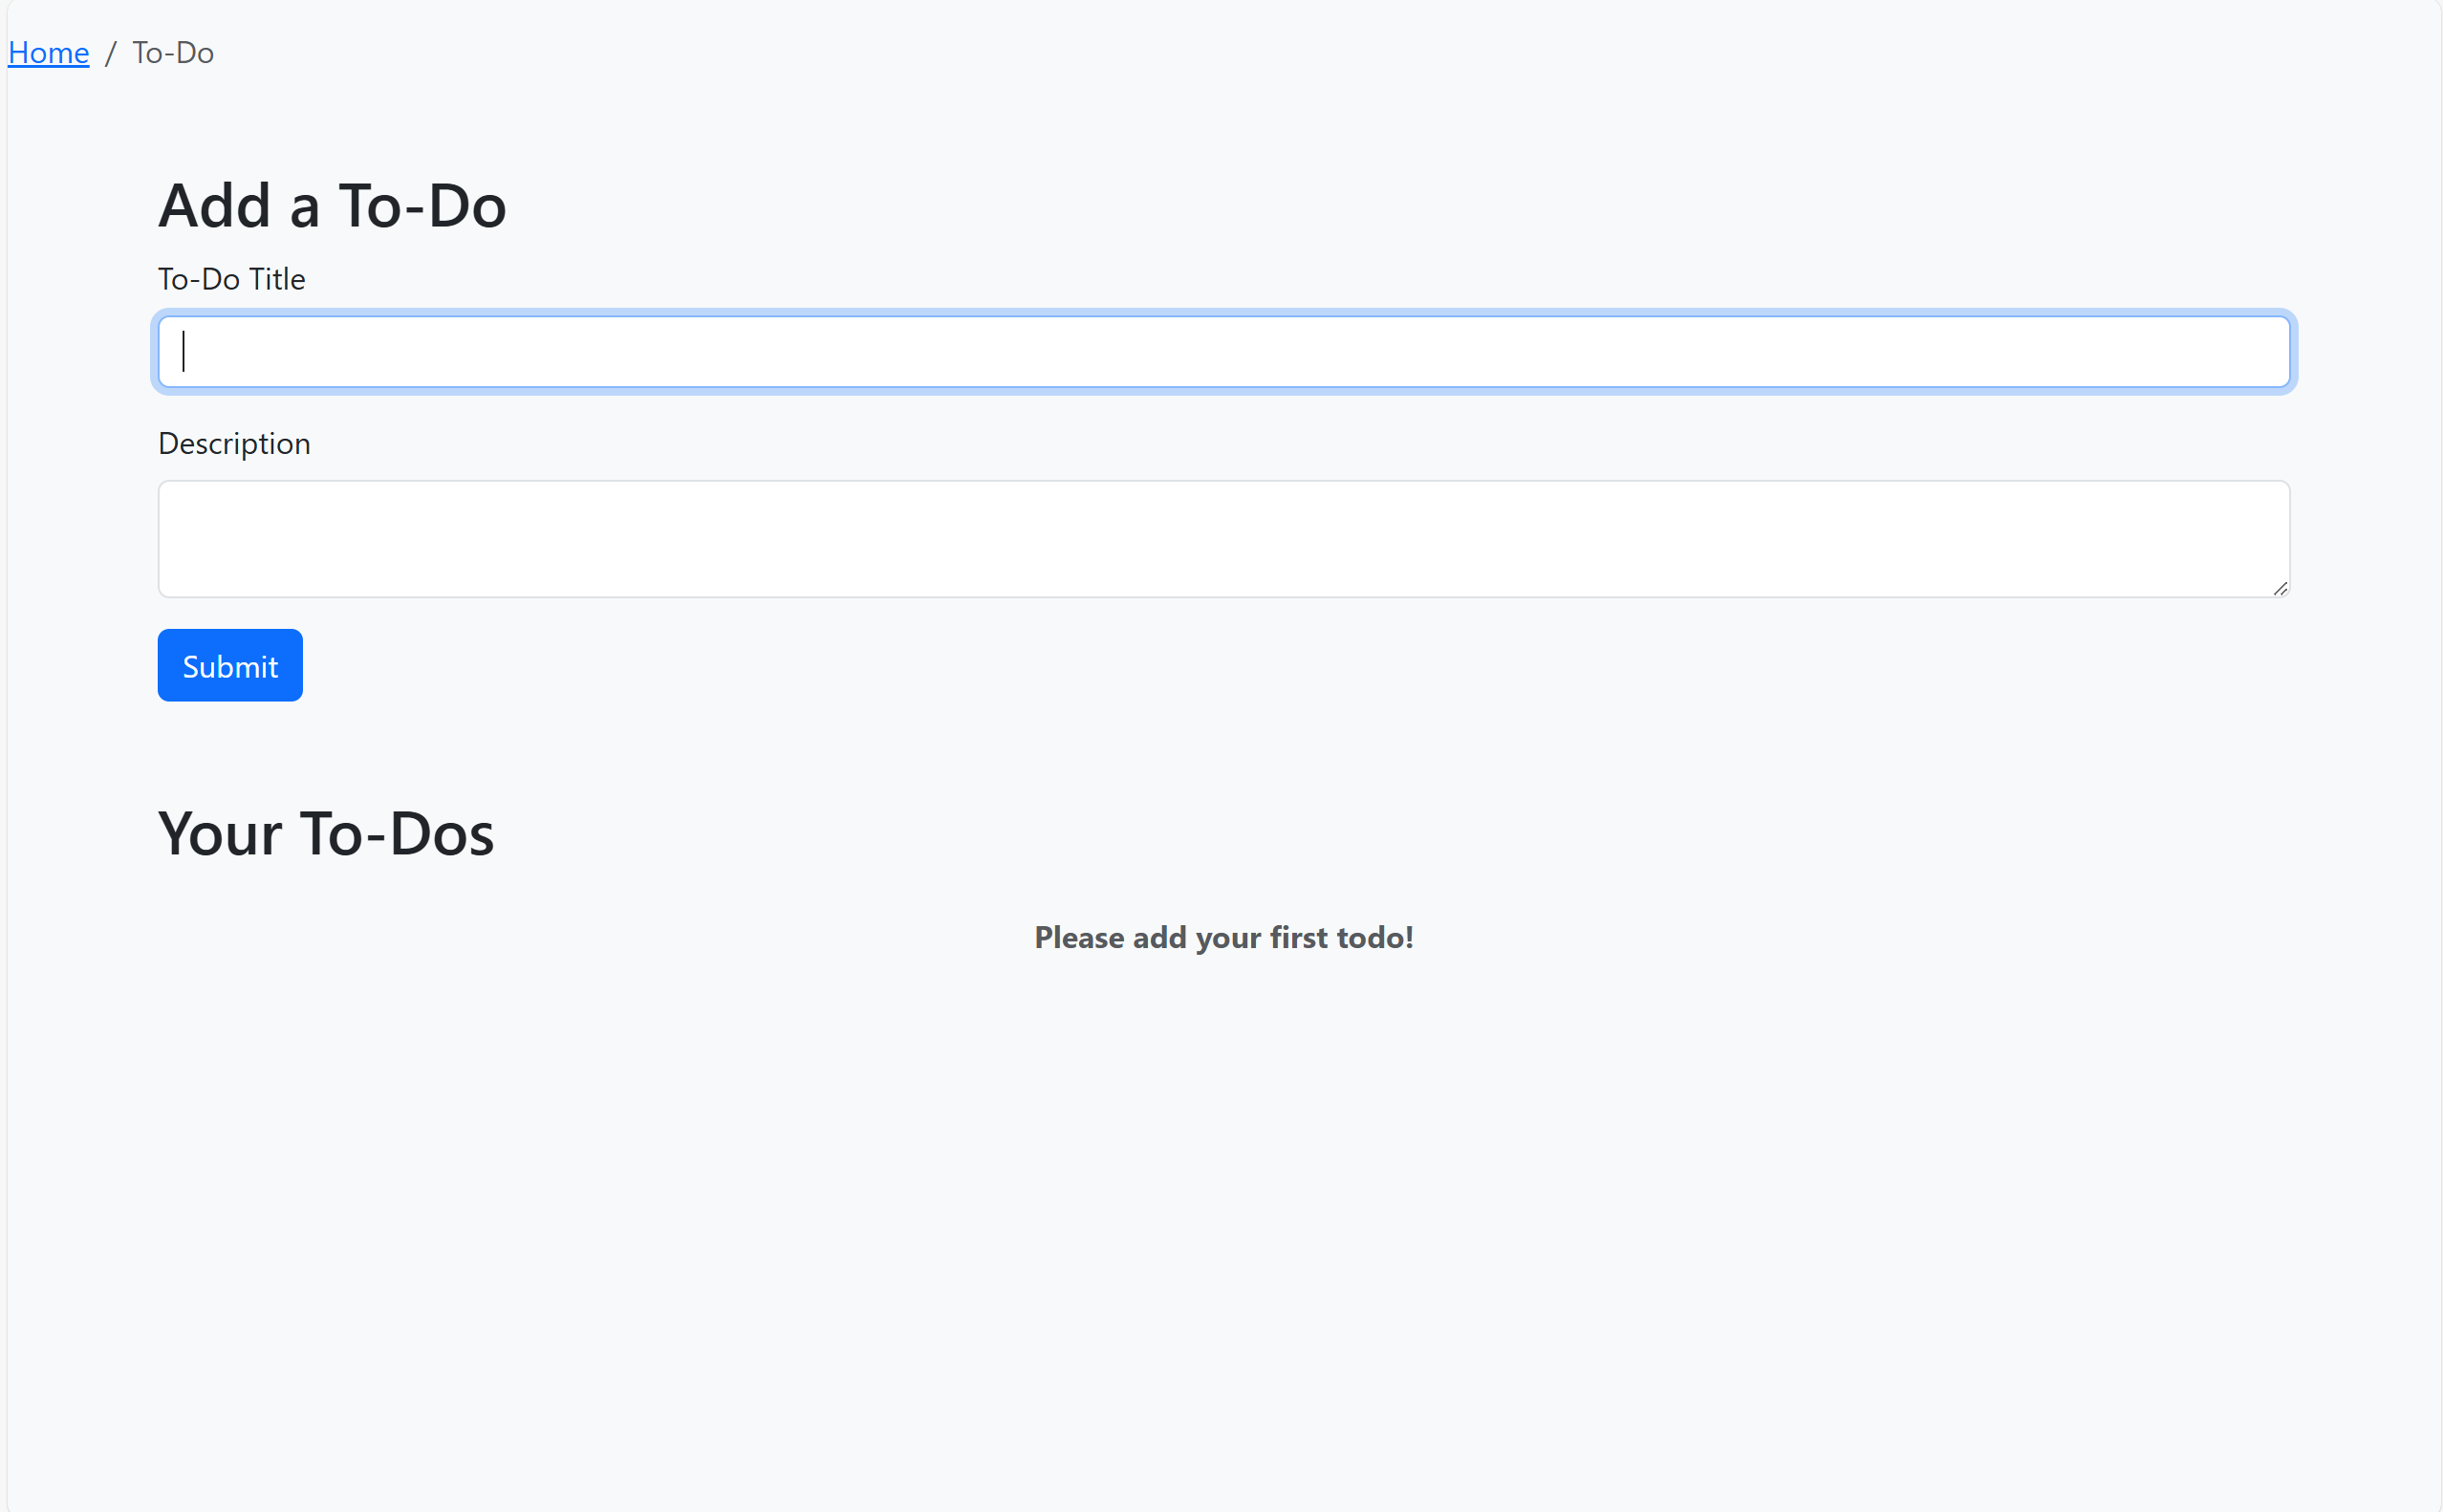 Home / To-Do
Add a To-Do
To-Do Title
Description
Submit
Your To-Dos
Please add your first todo!